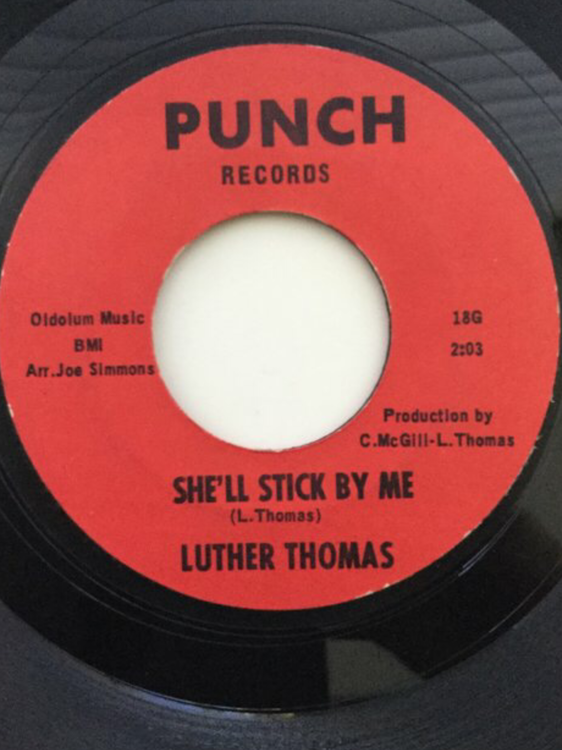 PUNCH
RECORDS
Oldolum Music
BMI
Arr.Joe Simmons
18G
2:03
Production by
C.McGill-L.Thomas
SHE'LL STICK BY ME
(L.Thomas)
LUTHER THOMAS